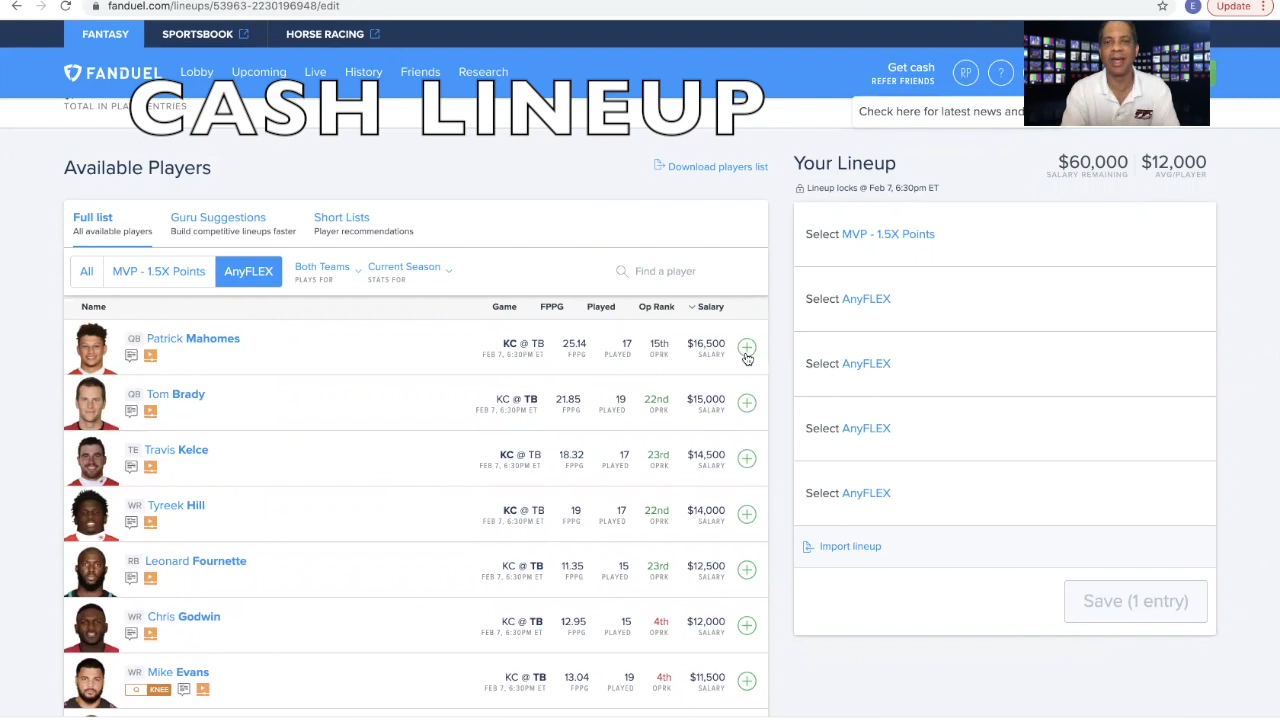 fanduel.com/lineups/53963-2230196948/edit
E
Update
FANTASY
SPORTSBOOK
HORSE RACING
FANDUEL
Lobby
Upcoming
Live
History
Friends
Research
Get cash
REFER FRIENDS
RP
?
CASH LINEUP
Check here for latest news and
Available Players
Download players list
Full list
All available players
Guru Suggestions
Build competitive lineups faster
Short Lists
Player recommendations
All
MVP - 1.5X Points
AnyFLEX
Both Teams
PLAYS FOR
Current Season
STATS FOR
Find a player
Name Game FPPG Played Op Rank Salary
QB Patrick Mahomes KC @ TB 25.14 17 15th $16,500
FEB 7, 6:30PM ET FPPG PLAYED OPRK SALARY
QB Tom Brady KC @ TB 21.85 19 22nd $15,000
FEB 7, 6:30PM ET FPPG PLAYED OPRK SALARY
TE Travis Kelce KC @ TB 18.32 17 23rd $14,500
FEB 7, 6:30PM ET FPPG PLAYED OPRK SALARY
WR Tyreek Hill KC @ TB 19 17 22nd $14,000
FEB 7, 6:30PM ET FPPG PLAYED OPRK SALARY
RB Leonard Fournette KC @ TB 11.35 15 23rd $12,500
FEB 7, 6:30PM ET FPPG PLAYED OPRK SALARY
WR Chris Godwin KC @ TB 12.95 15 4th $12,000
FEB 7, 6:30PM ET FPPG PLAYED OPRK SALARY
WR Mike Evans KC @ TB 13.04 19 4th $11,500
Q KNEE FEB 7, 6:30PM ET FPPG PLAYED OPRK SALARY
Your Lineup
$60,000 $12,000
SALARY REMAINING AVG/PLAYER
Lineup locks @ Feb 7, 6:30pm ET
Select MVP - 1.5X Points
Select AnyFLEX
Select AnyFLEX
Select AnyFLEX
Select AnyFLEX
Import lineup
Save (1 entry)